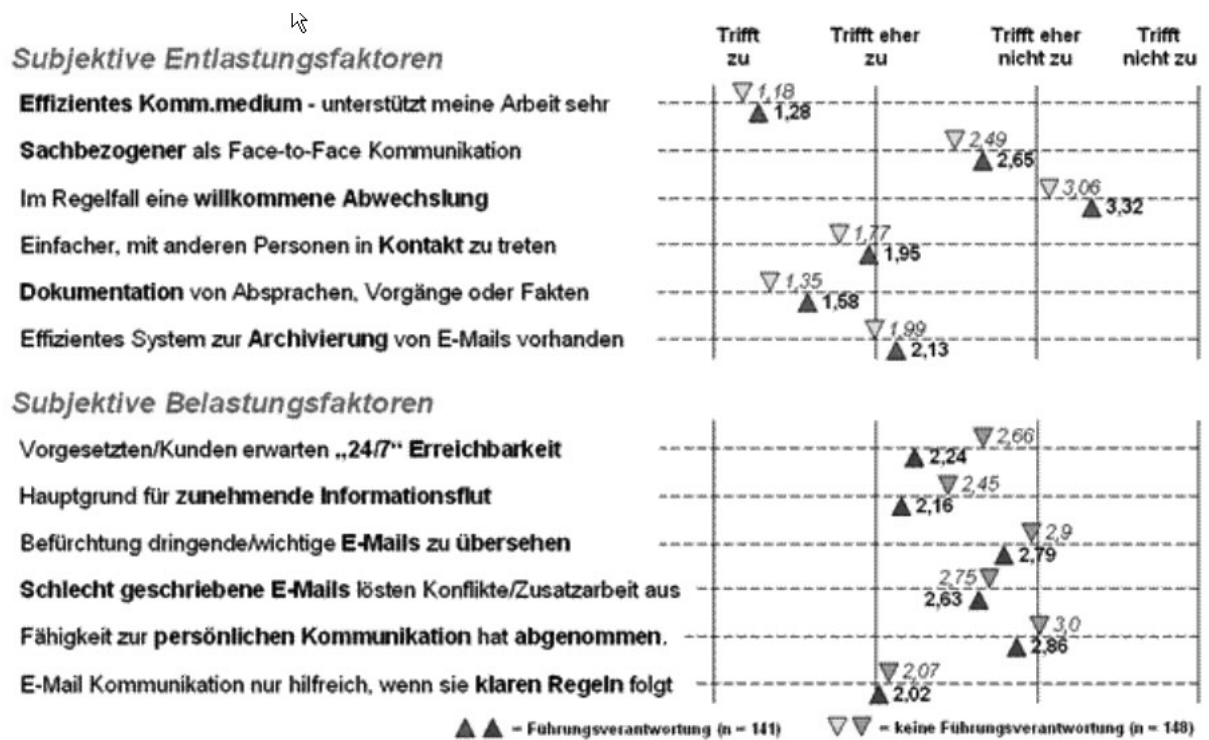 Trifft zu Trifft eher zu Trifft eher nicht zu Trifft nicht zu
Subjektive Entlastungsfaktoren
Effizientes Komm.medium - unterstützt meine Arbeit sehr 1,18 1,28
Sachbezogener als Face-to-Face Kommunikation 2,49 2,65
Im Regelfall eine willkommene Abwechslung 3,06 3,32
Einfacher, mit anderen Personen in Kontakt zu treten 1,77 1,95
Dokumentation von Absprachen, Vorgänge oder Fakten 1,35 1,58
Effizientes System zur Archivierung von E-Mails vorhanden 1,99 2,13
Subjektive Belastungsfaktoren
Vorgesetzten/Kunden erwarten „24/7“ Erreichbarkeit 2,66 2,24
Hauptgrund für zunehmende Informationsflut 2,45 2,16
Befürchtung dringende/wichtige E-Mails zu übersehen 2,9 2,79
Schlecht geschriebene E-Mails lösten Konflikte/Zusatzarbeit aus 2,75 2,63
Fähigkeit zur persönlichen Kommunikation hat abgenommen. 3,0 2,86
E-Mail Kommunikation nur hilfreich, wenn sie klaren Regeln folgt 2,07 2,02
= Führungsverantwortung (n = 141) = keine Führungsverantwortung (n = 148)